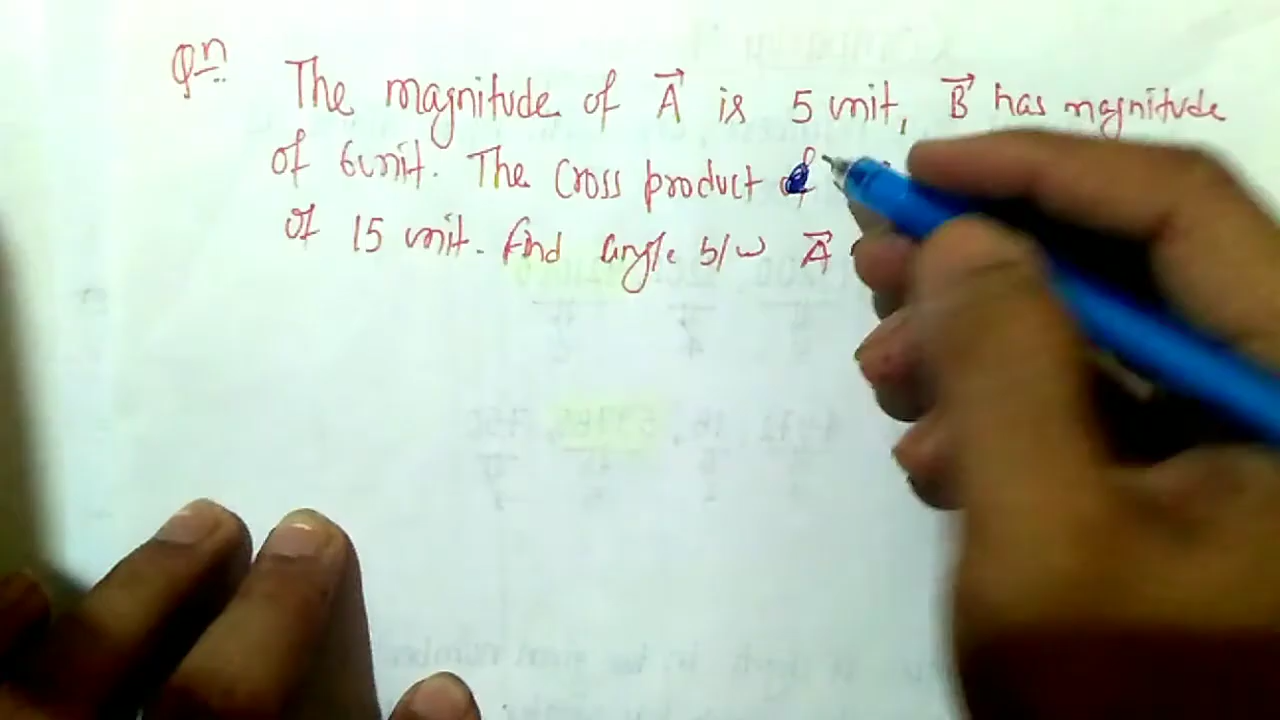 Qn The magnitude of A⃗ is 5 unit, B⃗ has magnitude
of 6unit. The Cross product of
of 15 unit. find angle b/w A⃗